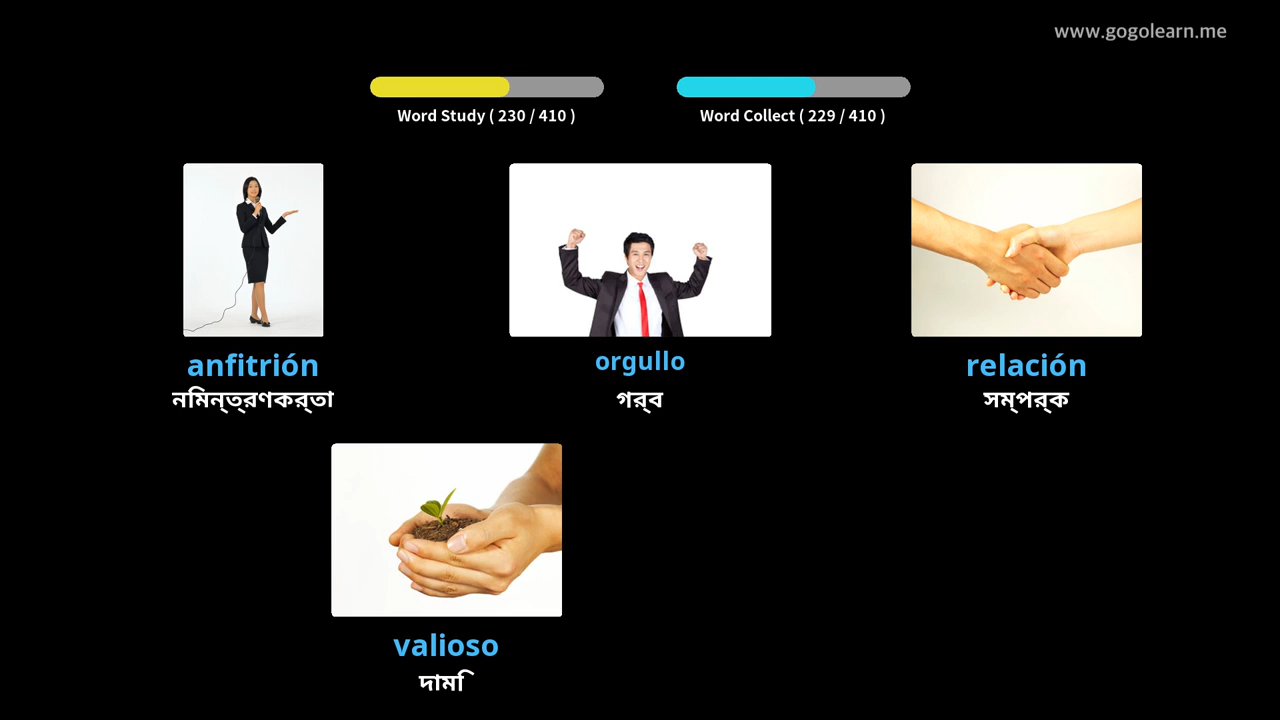 www.gogolearn.me
Word Study ( 230 / 410 )
Word Collect ( 229 / 410 )
anfitrión
orgullo
relación
নিমন্ত্রণকর্তা
গর্ব
সম্পর্ক
valioso
দামি